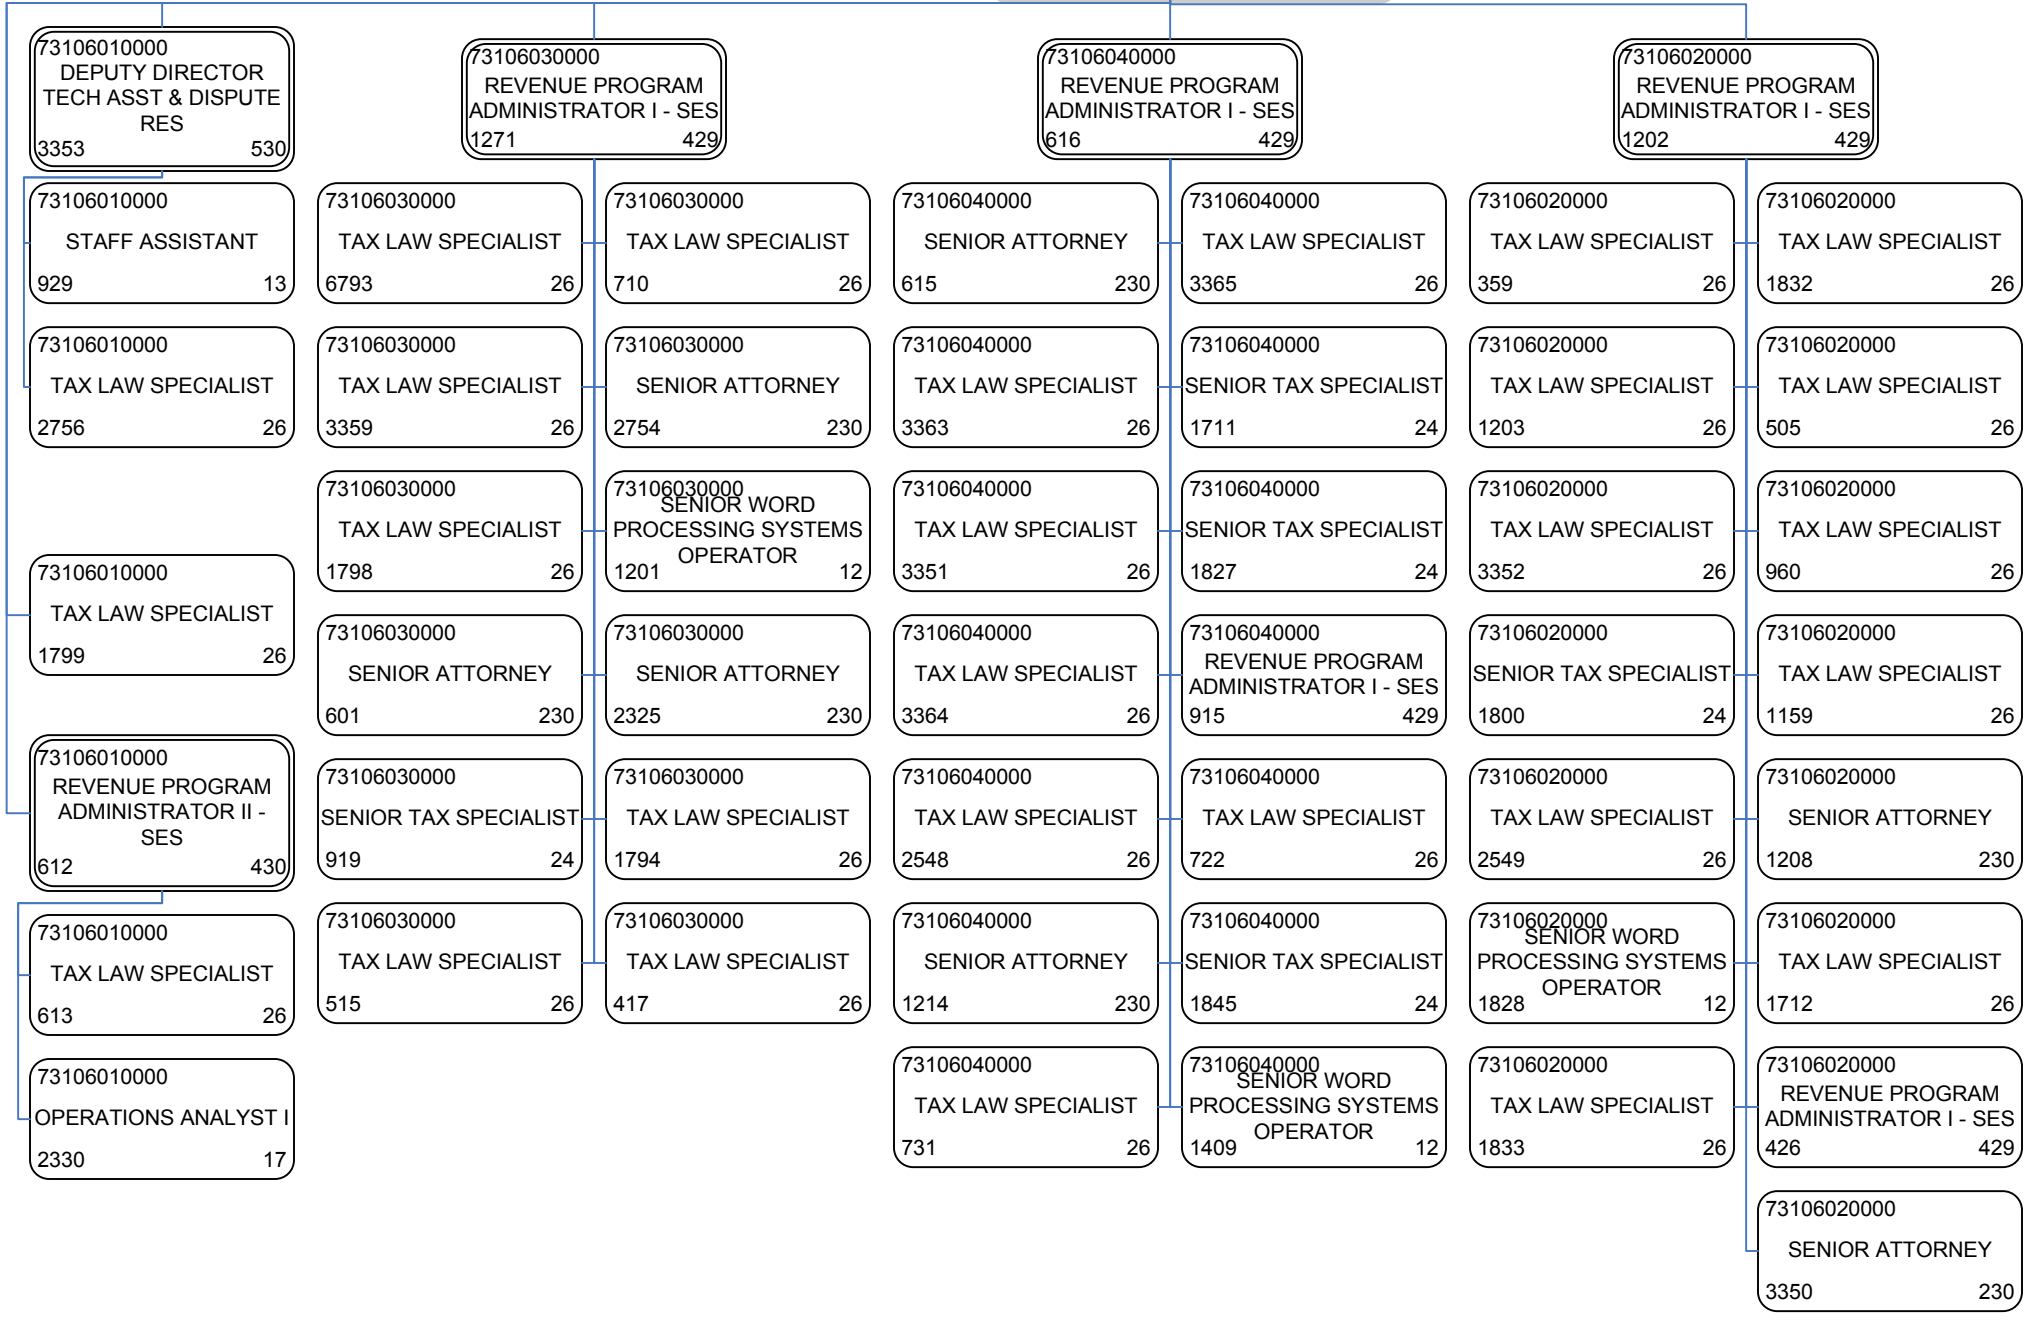 73106010000
DEPUTY DIRECTOR
TECH ASST & DISPUTE
RES
3353 530
73106010000
STAFF ASSISTANT
929 13
73106010000
TAX LAW SPECIALIST
2756 26
73106010000
TAX LAW SPECIALIST
1799 26
73106010000
REVENUE PROGRAM
ADMINISTRATOR II -
SES
612 430
73106010000
TAX LAW SPECIALIST
613 26
73106010000
OPERATIONS ANALYST I
2330 17
73106030000
REVENUE PROGRAM
ADMINISTRATOR I - SES
1271 429
73106030000
TAX LAW SPECIALIST
6793 26
73106030000
TAX LAW SPECIALIST
710 26
73106030000
TAX LAW SPECIALIST
3359 26
73106030000
SENIOR ATTORNEY
2754 230
73106030000
TAX LAW SPECIALIST
1798 26
73106030000
SENIOR WORD
PROCESSING SYSTEMS
OPERATOR
1201 12
73106030000
SENIOR ATTORNEY
601 230
73106030000
SENIOR ATTORNEY
2325 230
73106030000
SENIOR TAX SPECIALIST
919 24
73106030000
TAX LAW SPECIALIST
1794 26
73106030000
TAX LAW SPECIALIST
515 26
73106030000
TAX LAW SPECIALIST
417 26
73106040000
REVENUE PROGRAM
ADMINISTRATOR I - SES
616 429
73106040000
SENIOR ATTORNEY
615 230
73106040000
TAX LAW SPECIALIST
3365 26
73106040000
TAX LAW SPECIALIST
3363 26
73106040000
SENIOR TAX SPECIALIST
1711 24
73106040000
TAX LAW SPECIALIST
3351 26
73106040000
SENIOR TAX SPECIALIST
1827 24
73106040000
TAX LAW SPECIALIST
3364 26
73106040000
REVENUE PROGRAM
ADMINISTRATOR I - SES
915 429
73106040000
TAX LAW SPECIALIST
2548 26
73106040000
TAX LAW SPECIALIST
722 26
73106040000
SENIOR ATTORNEY
1214 230
73106040000
SENIOR TAX SPECIALIST
1845 24
73106040000
TAX LAW SPECIALIST
731 26
73106040000
SENIOR WORD
PROCESSING SYSTEMS
OPERATOR
1409 12
73106020000
REVENUE PROGRAM
ADMINISTRATOR I - SES
1202 429
73106020000
TAX LAW SPECIALIST
359 26
73106020000
TAX LAW SPECIALIST
1832 26
73106020000
TAX LAW SPECIALIST
1203 26
73106020000
TAX LAW SPECIALIST
505 26
73106020000
TAX LAW SPECIALIST
3352 26
73106020000
TAX LAW SPECIALIST
960 26
73106020000
SENIOR TAX SPECIALIST
1800 24
73106020000
TAX LAW SPECIALIST
1159 26
73106020000
TAX LAW SPECIALIST
2549 26
73106020000
SENIOR ATTORNEY
1208 230
73106020000
SENIOR WORD
PROCESSING SYSTEMS
OPERATOR
1828 12
73106020000
TAX LAW SPECIALIST
1712 26
73106020000
TAX LAW SPECIALIST
1833 26
73106020000
REVENUE PROGRAM
ADMINISTRATOR I - SES
426 429
73106020000
SENIOR ATTORNEY
3350 230